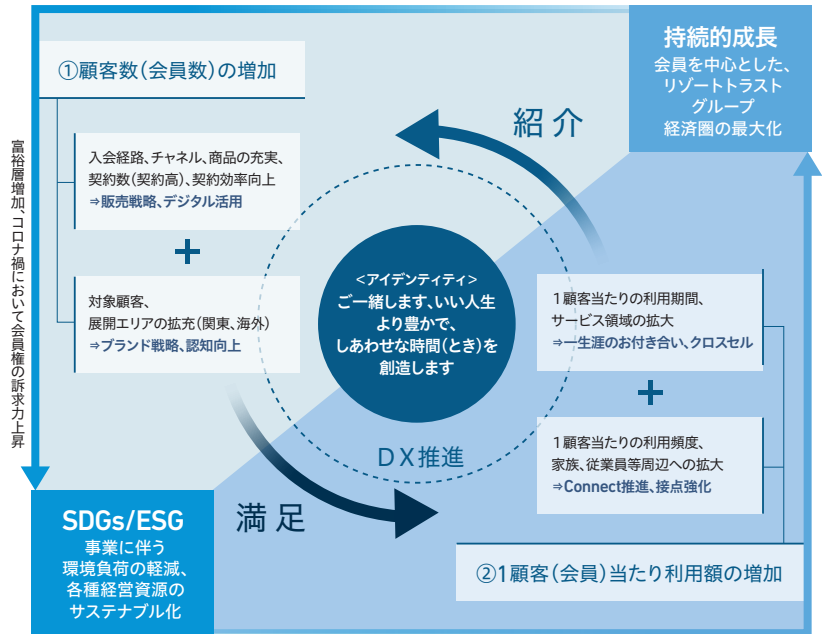 持続的成長
会員を中心とした、
リゾートトラスト
グループ
経済圏の最大化
①顧客数（会員数）の増加
入会経路、チャネル、商品の充実、
契約数（契約高）、契約効率向上
⇒販売戦略、デジタル活用
+
対象顧客、
展開エリアの拡充（関東、海外）
⇒ブランド戦略、認知向上
富裕層増加、コロナ禍において会員権の訴求力上昇
紹介
<アイデンティティ>
ご一緒します、いい人生
より豊かで、
しあわせな時間（とき）を
創造します
DX推進
満足
1顧客当たりの利用期間、
サービス領域の拡大
⇒一生涯のお付き合い、クロスセル
+
1顧客当たりの利用頻度、
家族、従業員等周辺への拡大
⇒Connect推進、接点強化
②1顧客（会員）当たり利用額の増加
SDGs/ESG
事業に伴う
環境負荷の軽減、
各種経営資源の
サステナブル化